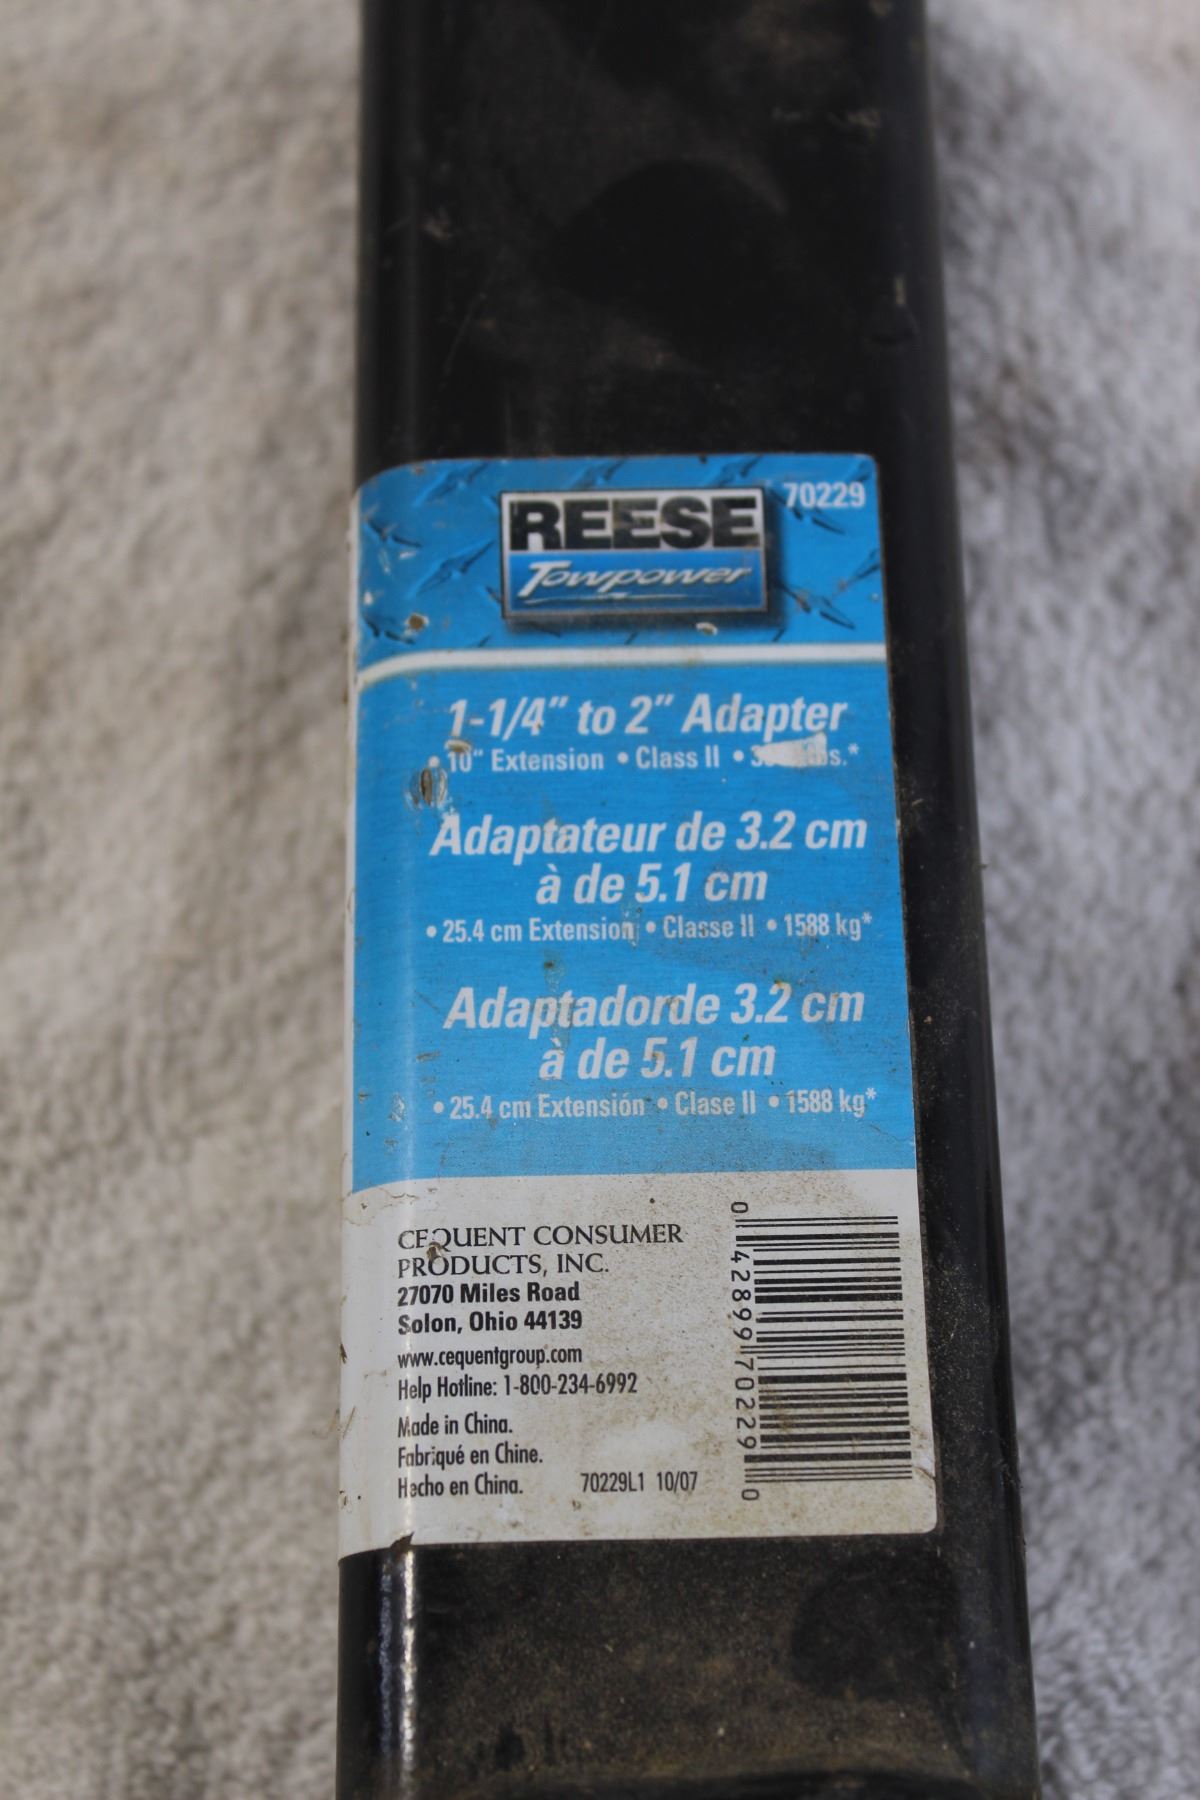 REESE
Towpower
70229
1-1/4" to 2" Adapter
• 10" Extension • Class II •
Adaptateur de 3.2 cm
à de 5.1 cm
• 25.4 cm Extension • Classe II • 1588 kg*
Adaptadorde 3.2 cm
à de 5.1 cm
• 25.4 cm Extensión • Clase II • 1588 kg*
CEQUENT CONSUMER
PRODUCTS, INC.
27070 Miles Road
Solon, Ohio 44139
www.cequentgroup.com
Help Hotline: 1-800-234-6992
Made in China.
Fabriqué en Chine.
Hecho en China.
70229L1 10/07
0 42899 70229 0